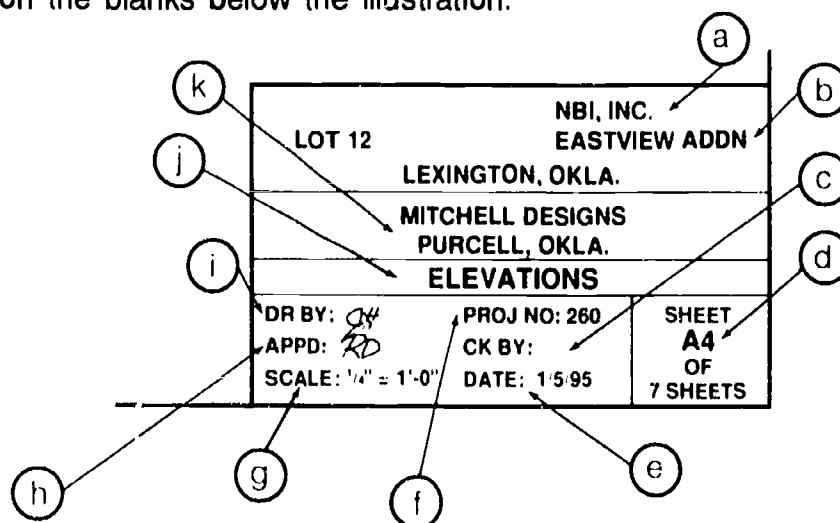 on the blanks below the illustration.
a
k
b
NBI, INC.
LOT 12 EASTVIEW ADDN
j
LEXINGTON, OKLA.
c
MITCHELL DESIGNS
PURCELL, OKLA.
d
i
ELEVATIONS
DR BY: PROJ NO: 260 SHEET
APPD: RD CK BY: A4
OF
SCALE: 1/4" = 1'-0" DATE: 1/5/95 7 SHEETS
g
e
h
f